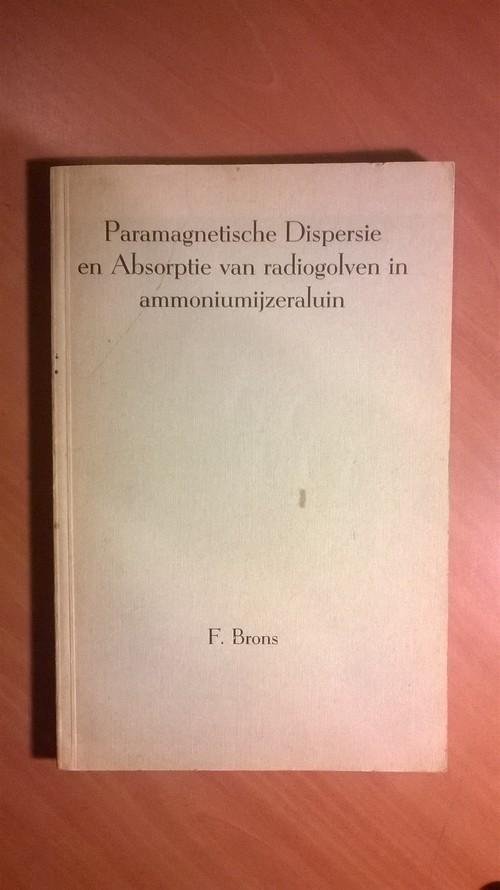 Paramagnetische Dispersie
en Absorptie van radiogolven in
ammoniumijzeraluin
F. Brons